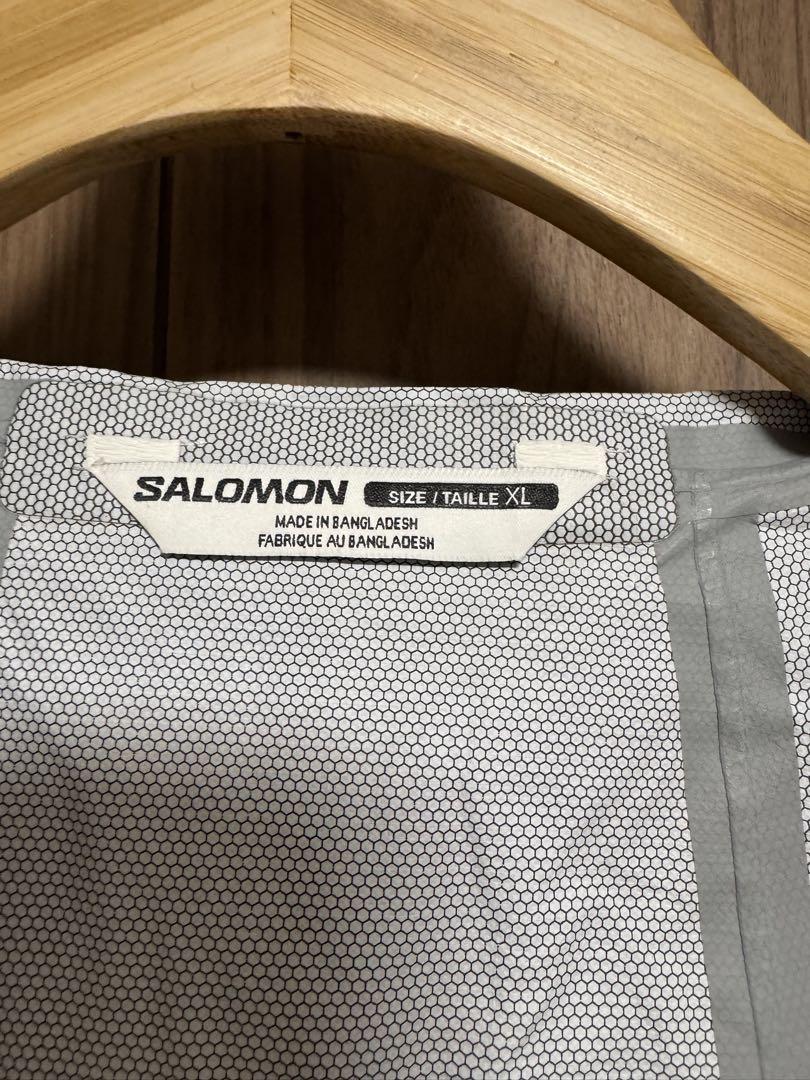 SALOMON SIZE / TAILLE XL
MADE IN BANGLADESH
FABRIQUE AU BANGLADESH